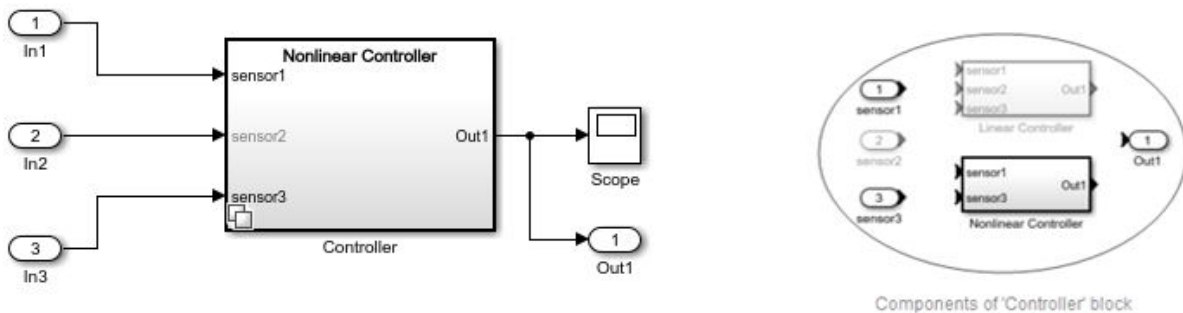 1
In1
2
In2
3
In3
Nonlinear Controller
sensor1
sensor2
sensor3
Out1
Controller
Scope
1
Out1
1
sensor1
2
sensor2
3
sensor3
sensor1
sensor2
sensor3
Out1
Linear Controller
sensor1
sensor3
Out1
Nonlinear Controller
1
Out1
Components of 'Controller' block